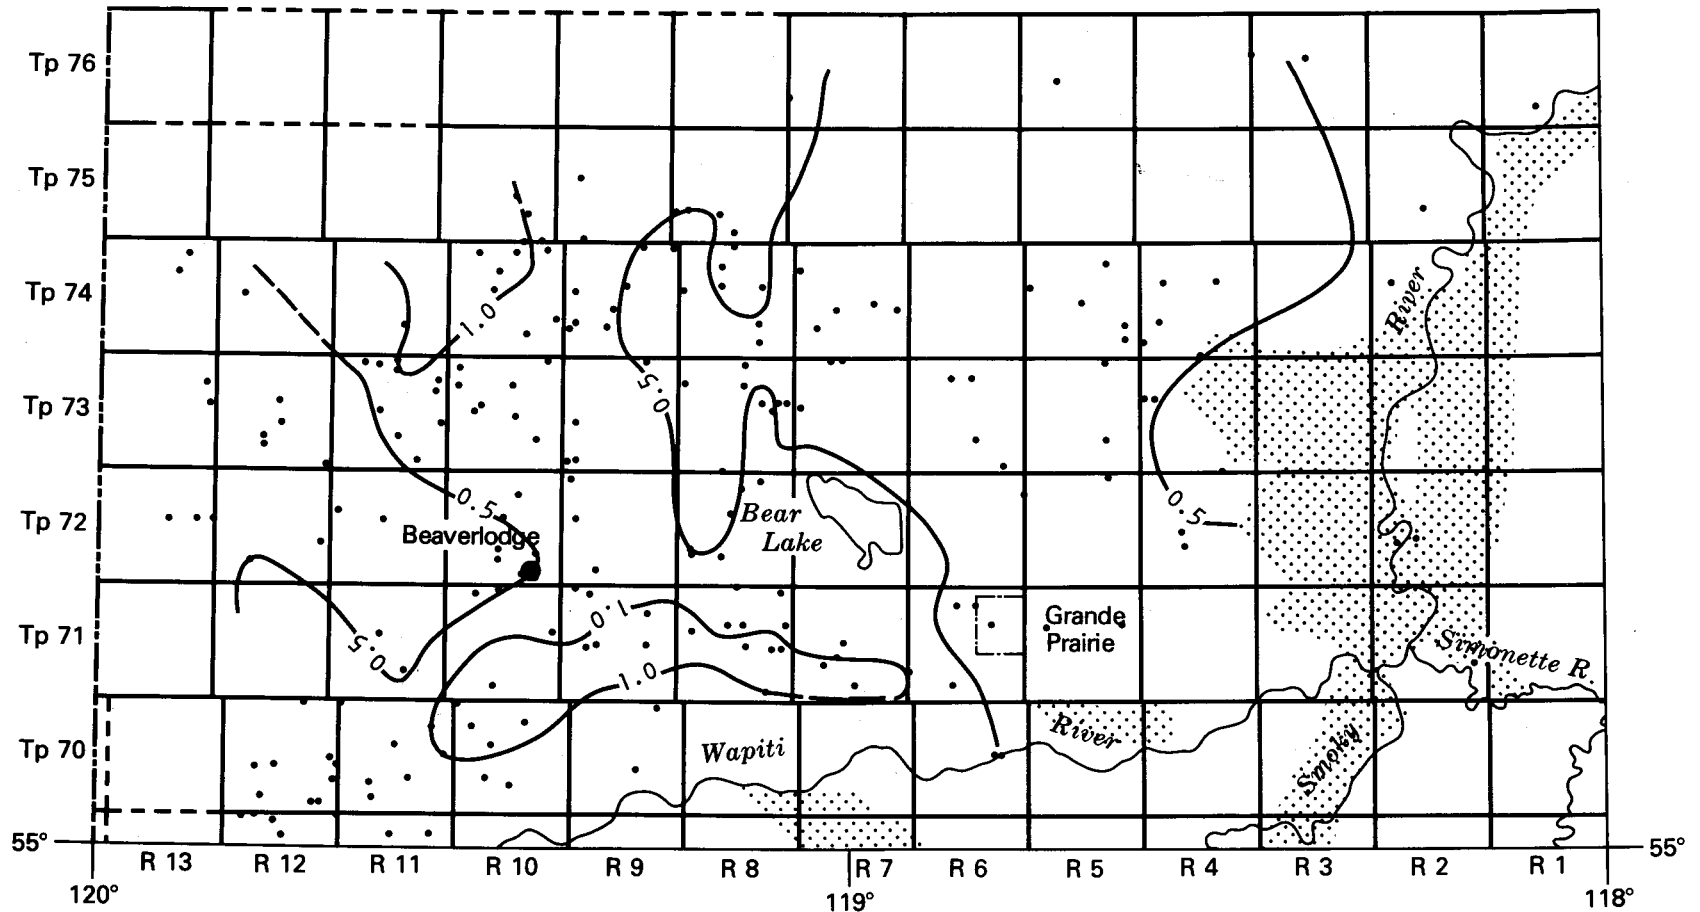 Tp 76
Tp 75
Tp 74
River
1.0
Tp 73
0.5
Tp 72
0.5
0.5
Bear
Lake
Beaverlodge
Tp 71
0.5
1.0
Grande
Prairie
Simonette R.
1.0
Tp 70
Wapiti
River
Smoky
55°
55°
R 13
R 12
R 11
R 10
R 9
R 8
R 7
R 6
R 5
R 4
R 3
R 2
R 1
120°
119°
118°